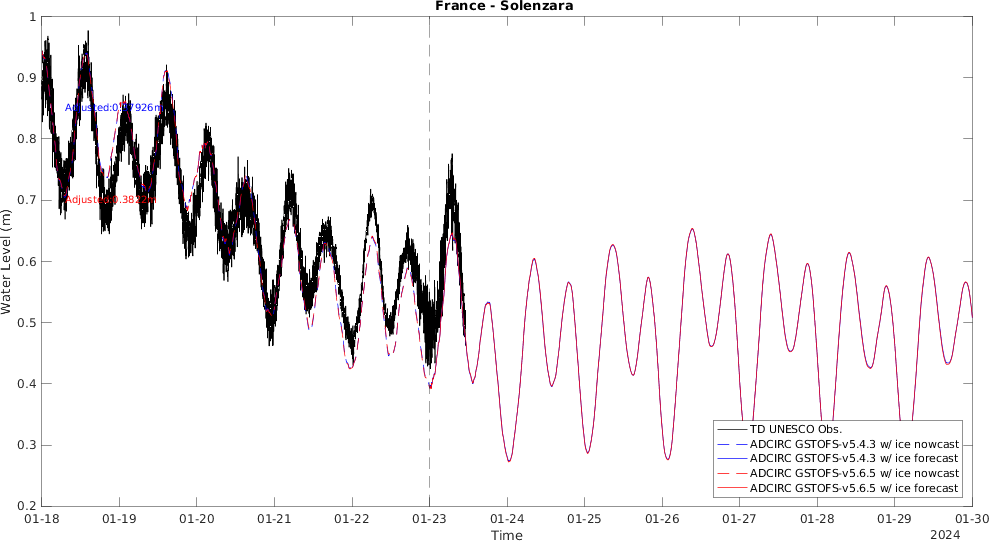 France - Solenzara
1
0.9
0.8
0.7
0.6
0.5
0.4
0.3
0.2
Water Level (m)
Adjusted:0.3822m
TD UNESCO Obs.
ADCIRC GSTOFS-v5.4.3 w/ ice nowcast
ADCIRC GSTOFS-v5.4.3 w/ ice forecast
ADCIRC GSTOFS-v5.6.5 w/ ice nowcast
ADCIRC GSTOFS-v5.6.5 w/ ice forecast
01-18 01-19 01-20 01-21 01-22 01-23 01-24 01-25 01-26 01-27 01-28 01-29 01-30
Time
2024